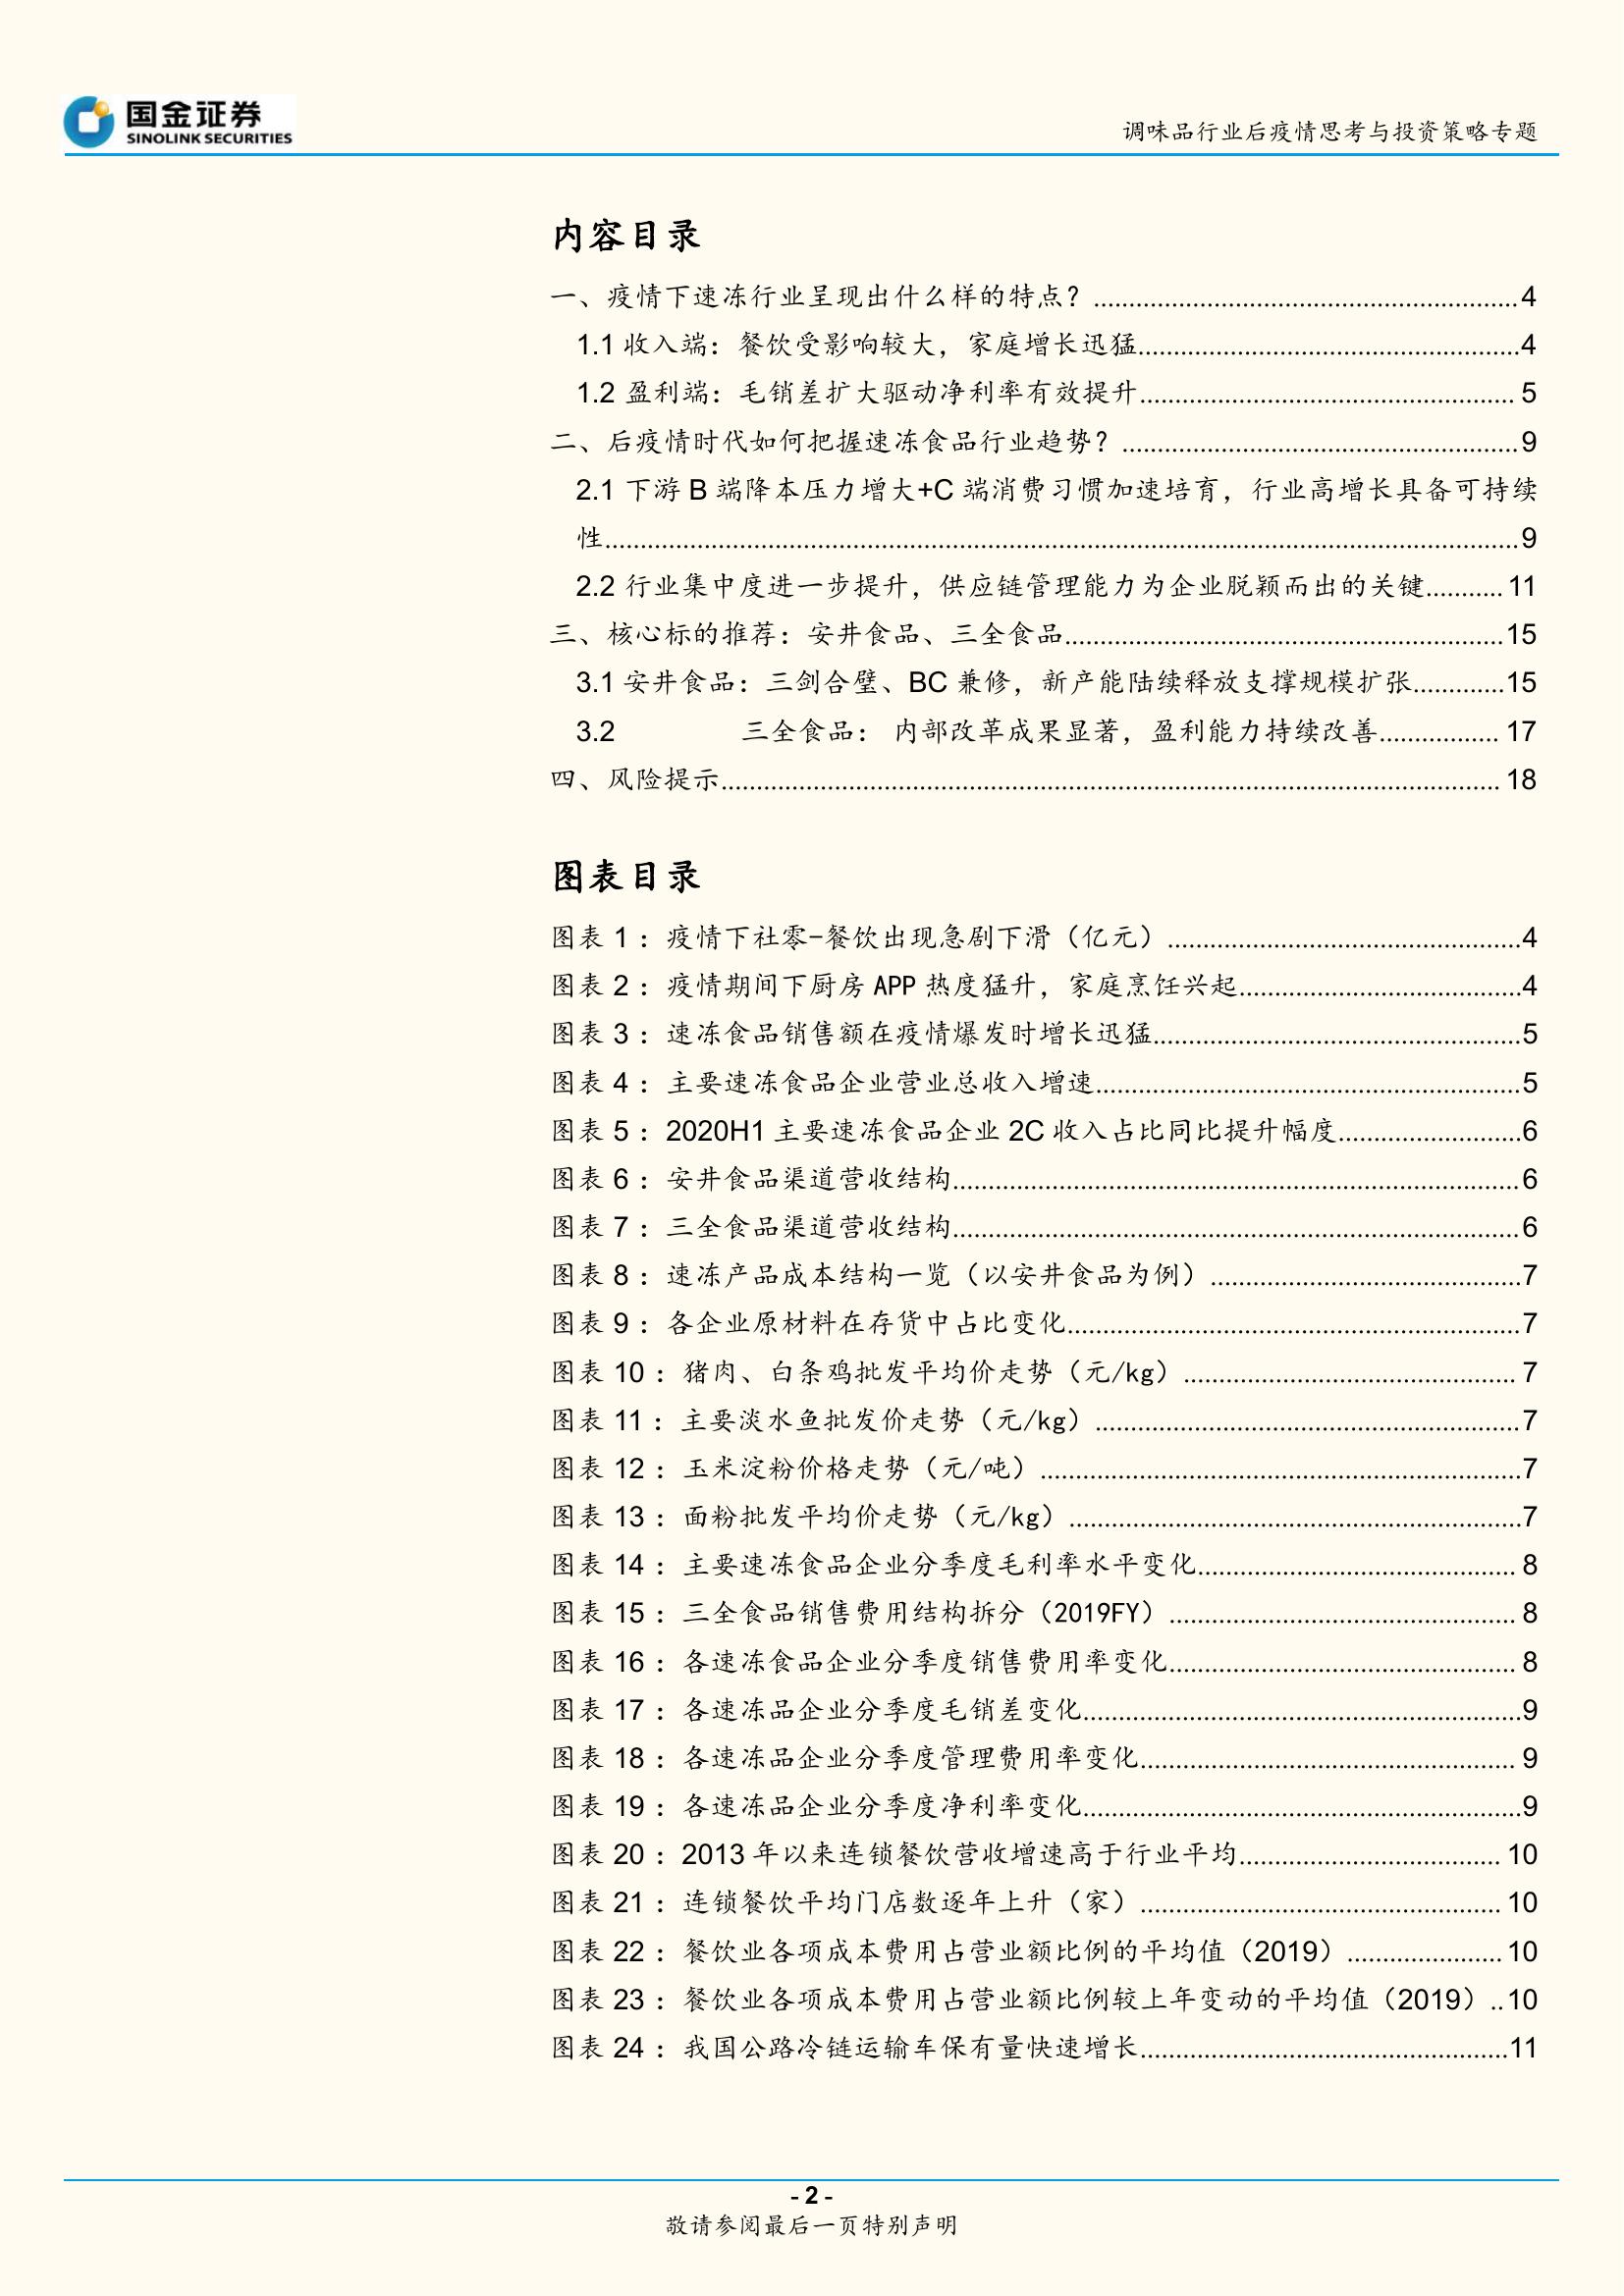 国金证券
SINOLINK SECURITIES
调味品行业后疫情思考与投资策略专题
内容目录
一、疫情下速冻行业呈现出什么样的特点？............4
1.1 收入端：餐饮受影响较大，家庭增长迅猛............4
1.2 盈利端：毛销差扩大驱动净利率有效提升............ 5
二、后疫情时代如何把握速冻食品行业趋势？............9
2.1 下游 B 端降本压力增大+C 端消费习惯加速培育，行业高增长具备可持续
性............9
2.2 行业集中度进一步提升，供应链管理能力为企业脱颖而出的关键........... 11
三、核心标的推荐：安井食品、三全食品............15
3.1 安井食品：三剑合璧、BC 兼修，新产能陆续释放支撑规模扩张............15
3.2 三全食品： 内部改革成果显著，盈利能力持续改善............ 17
四、风险提示............ 18
图表目录
图表 1：疫情下社零-餐饮出现急剧下滑（亿元）............4
图表 2：疫情期间下厨房 APP 热度猛升，家庭烹饪兴起............4
图表 3：速冻食品销售额在疫情爆发时增长迅猛............5
图表 4：主要速冻食品企业营业总收入增速............5
图表 5：2020H1 主要速冻食品企业 2C 收入占比同比提升幅度............6
图表 6：安井食品渠道营收结构............6
图表 7：三全食品渠道营收结构............6
图表 8：速冻产品成本结构一览（以安井食品为例）............7
图表 9：各企业原材料在存货中占比变化............7
图表 10：猪肉、白条鸡批发平均价走势（元/kg）............ 7
图表 11：主要淡水鱼批发价走势（元/kg）............7
图表 12：玉米淀粉价格走势（元/吨）............7
图表 13：面粉批发平均价走势（元/kg）............7
图表 14：主要速冻食品企业分季度毛利率水平变化............ 8
图表 15：三全食品销售费用结构拆分（2019FY）............ 8
图表 16：各速冻食品企业分季度销售费用率变化............ 8
图表 17：各速冻品企业分季度毛销差变化............9
图表 18：各速冻品企业分季度管理费用率变化............ 9
图表 19：各速冻品企业分季度净利率变化............9
图表 20：2013 年以来连锁餐饮营收增速高于行业平均............ 10
图表 21：连锁餐饮平均门店数逐年上升（家）............ 10
图表 22：餐饮业各项成本费用占营业额比例的平均值（2019）............ 10
图表 23：餐饮业各项成本费用占营业额比例较上年变动的平均值（2019）..10
图表 24：我国公路冷链运输车保有量快速增长............11
- 2 -
敬请参阅最后一页特别声明